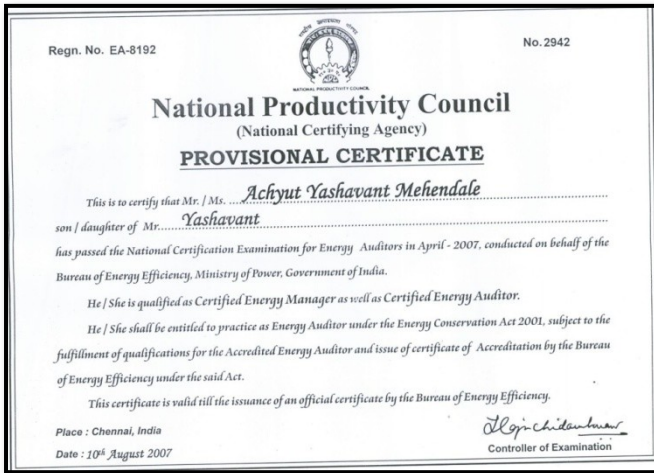 Regn. No. EA-8192
No. 2942
NATIONAL PRODUCTIVITY COUNCIL
National Productivity Council
(National Certifying Agency)
PROVISIONAL CERTIFICATE
This is to certify that Mr. / Ms. Achyut Yashavant Mehendale
son / daughter of Mr. Yashavant
has passed the National Certification Examination for Energy Auditors in April - 2007, conducted on behalf of the
Bureau of Energy Efficiency, Ministry of Power, Government of India.
He / She is qualified as Certified Energy Manager as well as Certified Energy Auditor.
He / She shall be entitled to practice as Energy Auditor under the Energy Conservation Act 2001, subject to the
fulfillment of qualifications for the Accredited Energy Auditor and issue of certificate of Accreditation by the Bureau
of Energy Efficiency under the said Act.
This certificate is valid till the issuance of an official certificate by the Bureau of Energy Efficiency.
Place : Chennai, India
Date : 10th August 2007
Controller of Examination